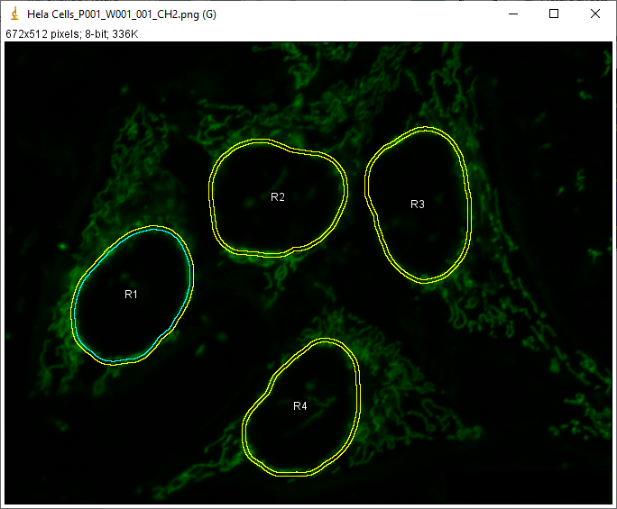 Hela Cells_P001_W001_001_CH2.png (G)
672x512 pixels; 8-bit; 336K
R2
R3
R1
R4